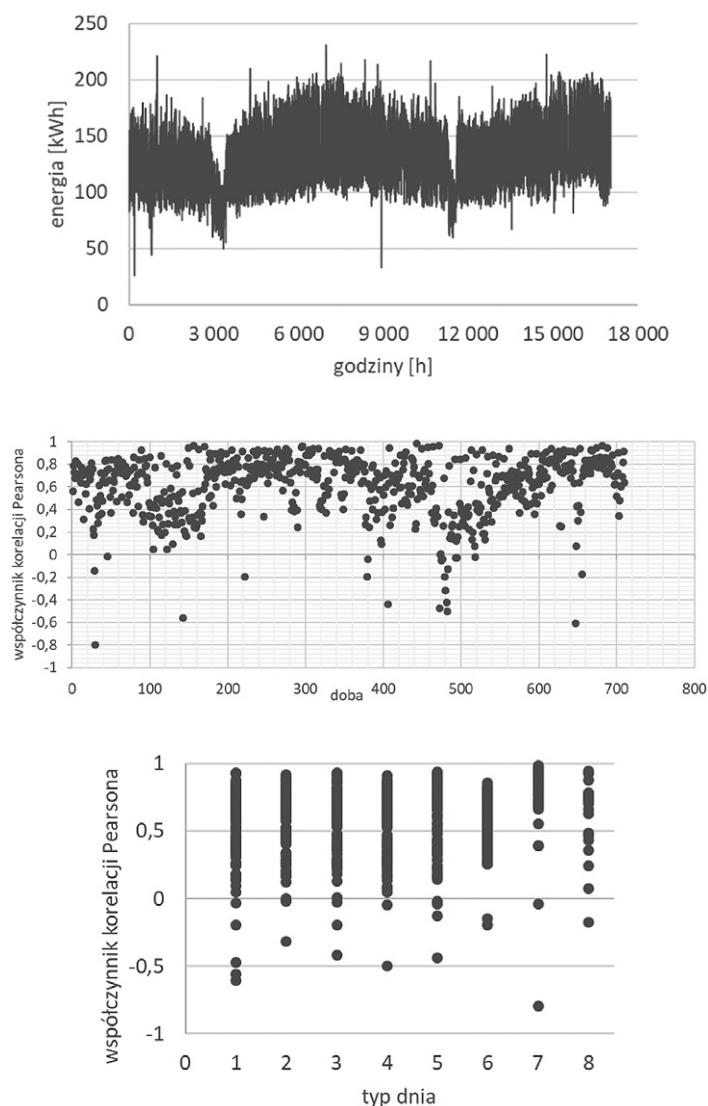 250
200
150
100
50
0
energia [kWh]
0 3 000 6 000 9 000 12 000 15 000 18 000
godziny [h]
1
0,8
0,6
0,4
0,2
0
-0,2
-0,4
-0,6
-0,8
-1
współczynnik korelacji Pearsona
0 100 200 300 400 500 600 700 800
doba
1
0,5
0
-0,5
-1
współczynnik korelacji Pearsona
0 1 2 3 4 5 6 7 8
typ dnia